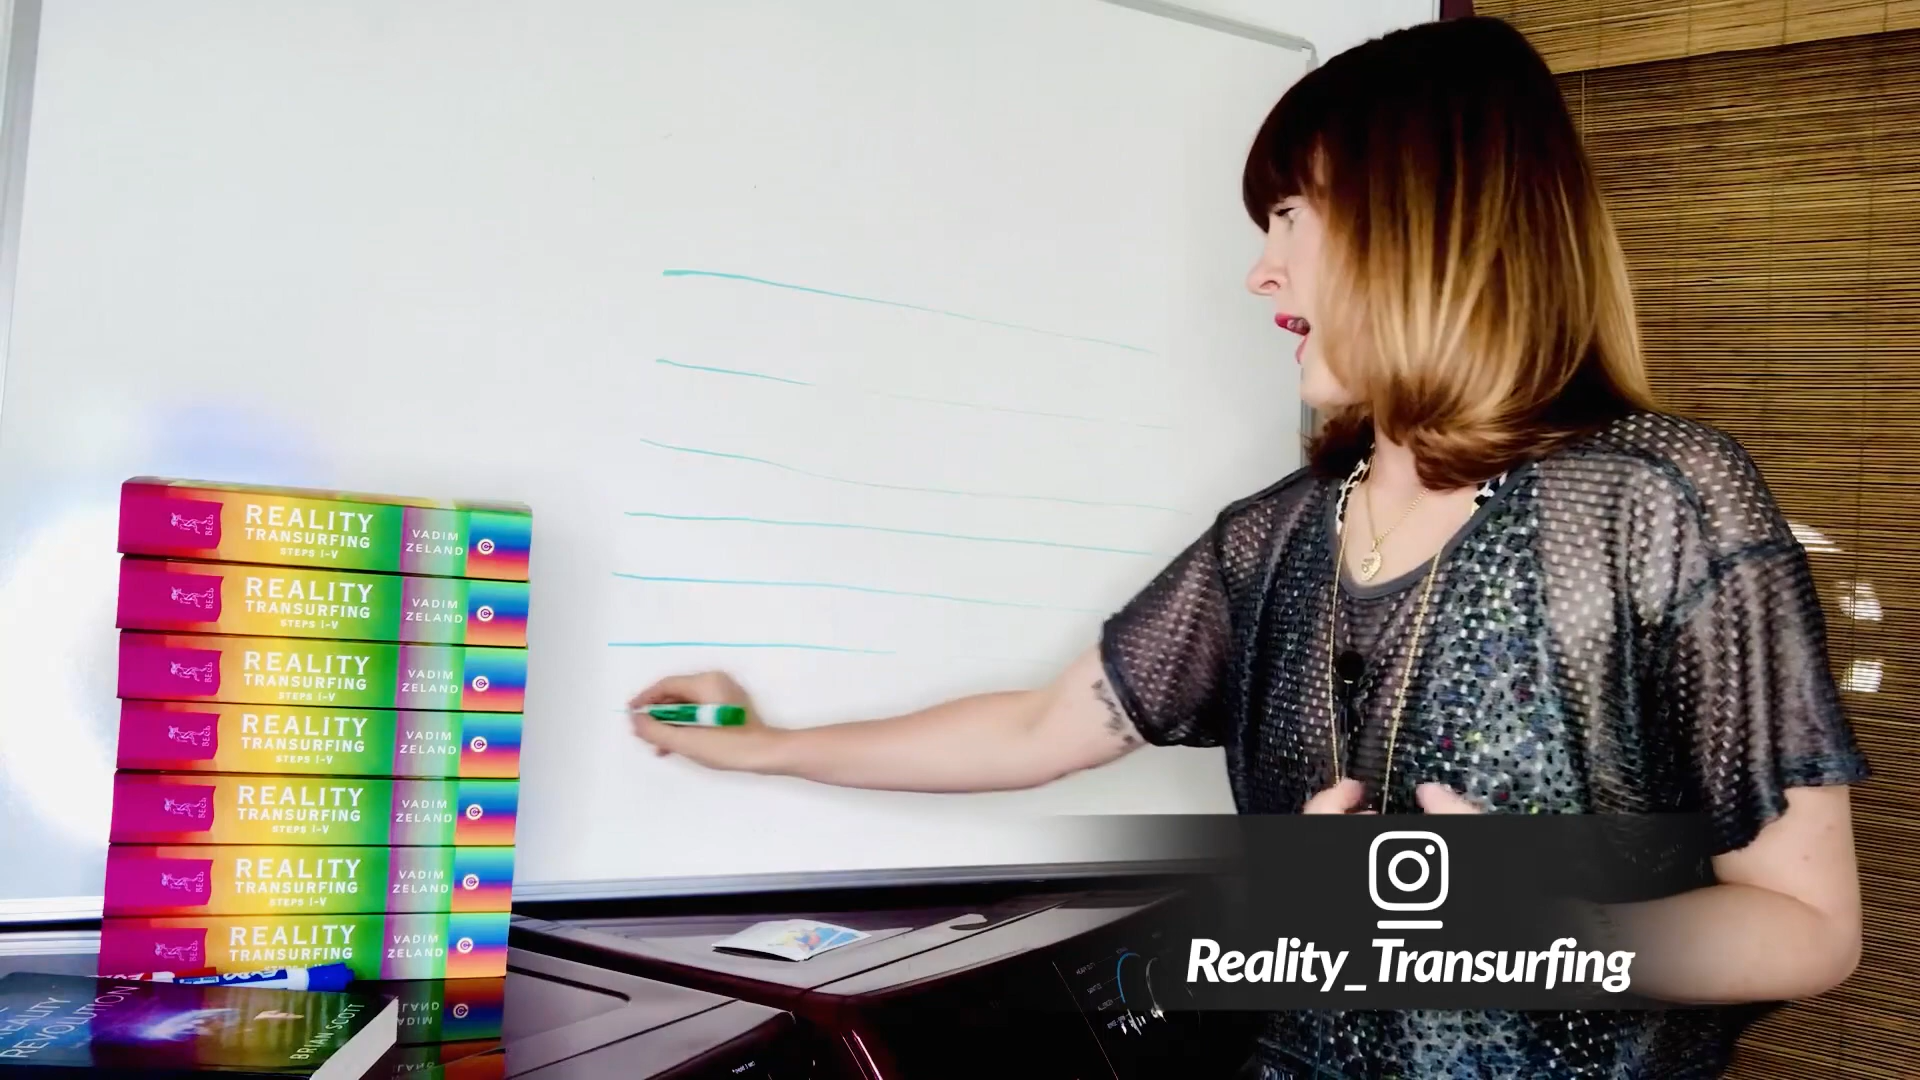 REALITY
TRANSURFING
STEPS I-V
VADIM
ZELAND
REALITY
TRANSURFING
STEPS I-V
VADIM
ZELAND
REALITY
TRANSURFING
STEPS I-V
VADIM
ZELAND
REALITY
TRANSURFING
STEPS I-V
VADIM
ZELAND
REALITY
TRANSURFING
STEPS I-V
VADIM
ZELAND
REALITY
TRANSURFING
STEPS I-V
VADIM
ZELAND
REALITY
TRANSURFING
VADIM
ZELAND
REALITY
REVOLUTION
BRIAN SCOTT
Reality_Transurfing